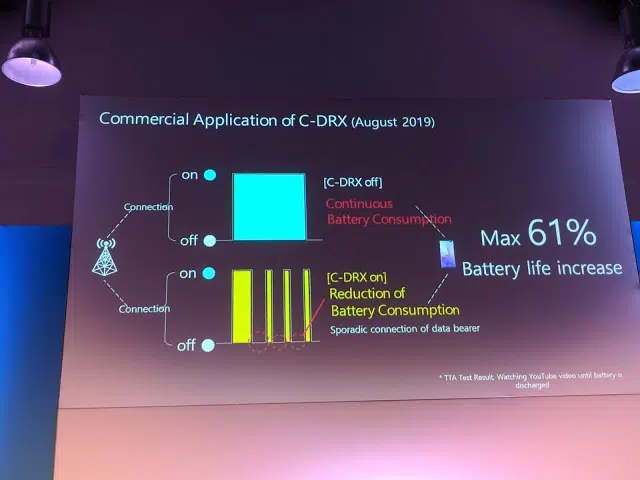 Commercial Application of C-DRX (August 2019)
on
[C-DRX off]
Connection
Continuous
Battery Consumption
off
Max 61%
Battery life increase
on
[C-DRX on]
Reduction of
Battery Consumption
Connection
Sporadic connection of data bearer
off
* TTA Test Result, Watching YouTube video until battery is
discharged